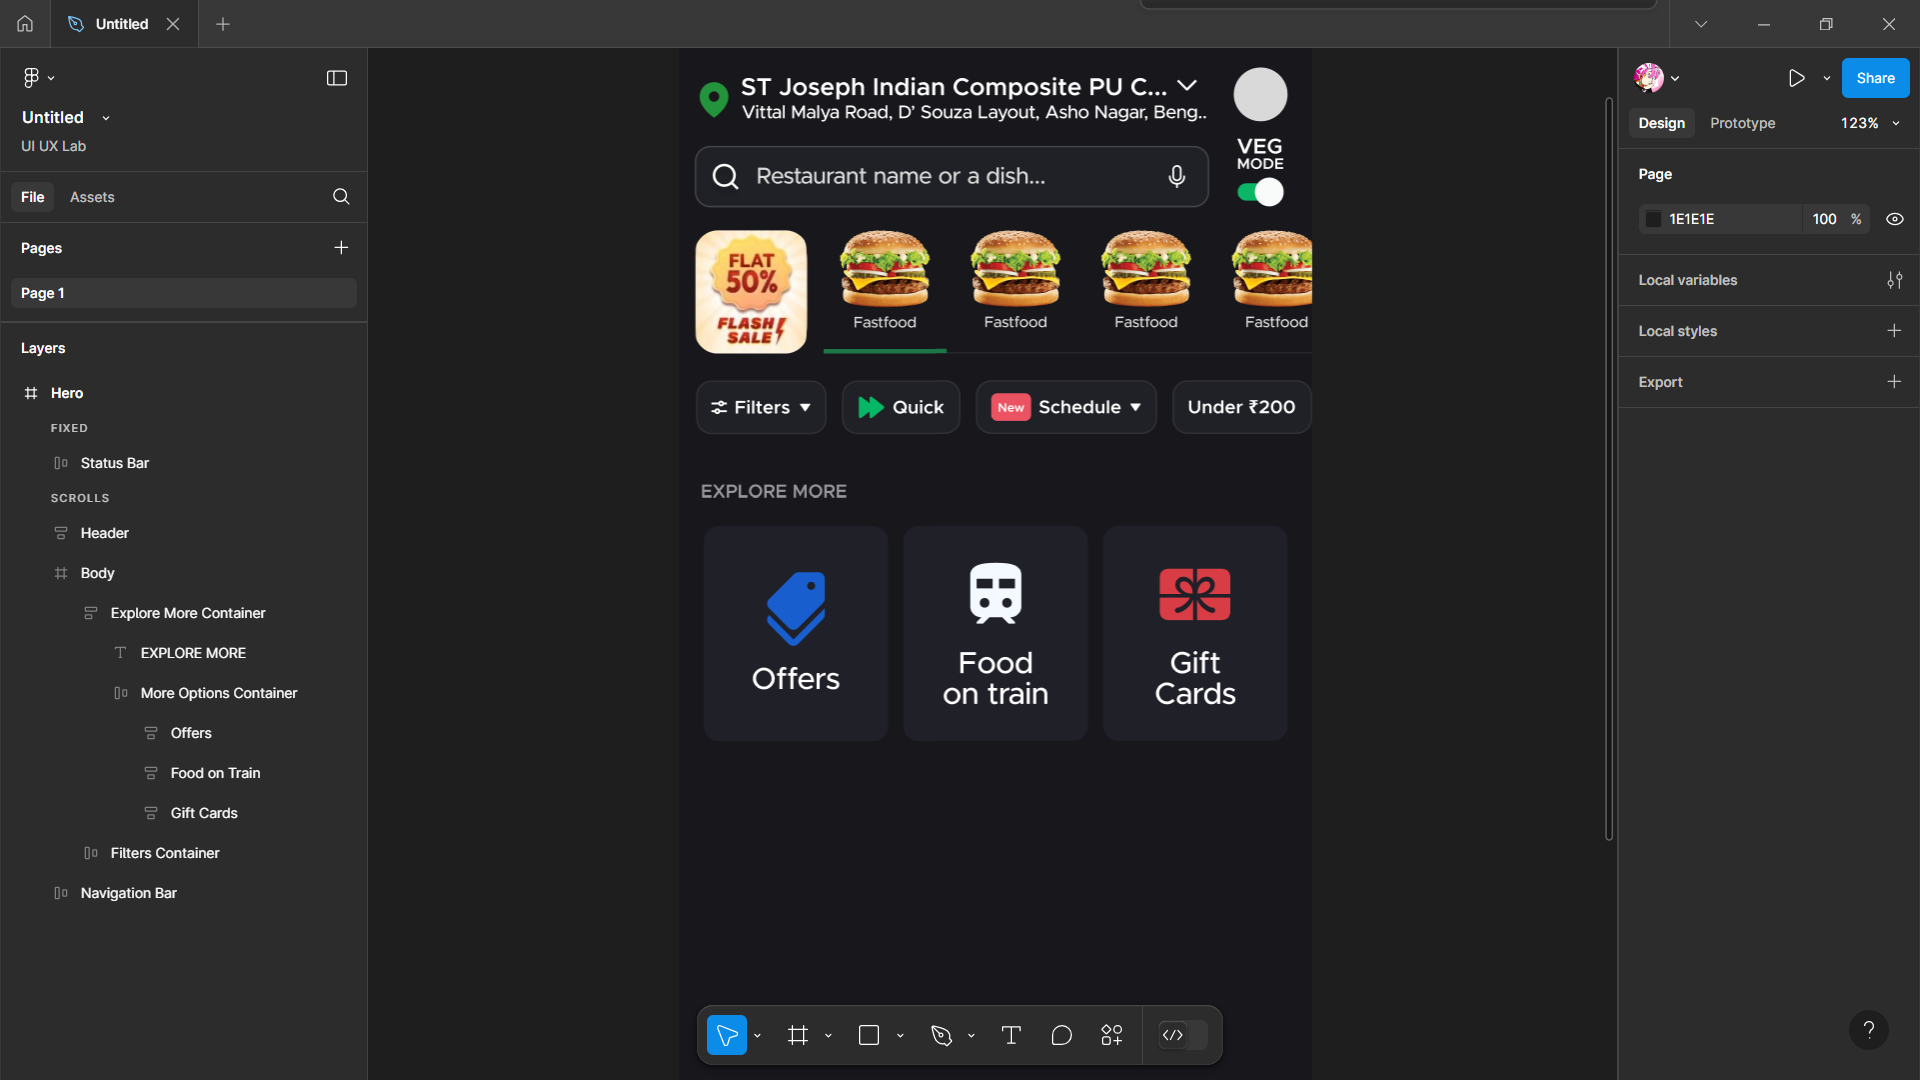 Untitled
Untitled
UI UX Lab
File Assets
Pages
Page 1
Layers
Hero
FIXED
Status Bar
SCROLLS
Header
Body
Explore More Container
EXPLORE MORE
More Options Container
Offers
Food on Train
Gift Cards
Filters Container
Navigation Bar
ST Joseph Indian Composite PU C...
Vittal Malya Road, D' Souza Layout, Asho Nagar, Beng..
Restaurant name or a dish...
VEG
MODE
FLAT
50%
FLASH
SALE
Fastfood Fastfood Fastfood Fastfood
Filters Quick New Schedule Under ₹200
EXPLORE MORE
Offers
Food
on train
Gift
Cards
Share
Design Prototype 123%
Page
1E1E1E 100 %
Local variables
Local styles
Export
?